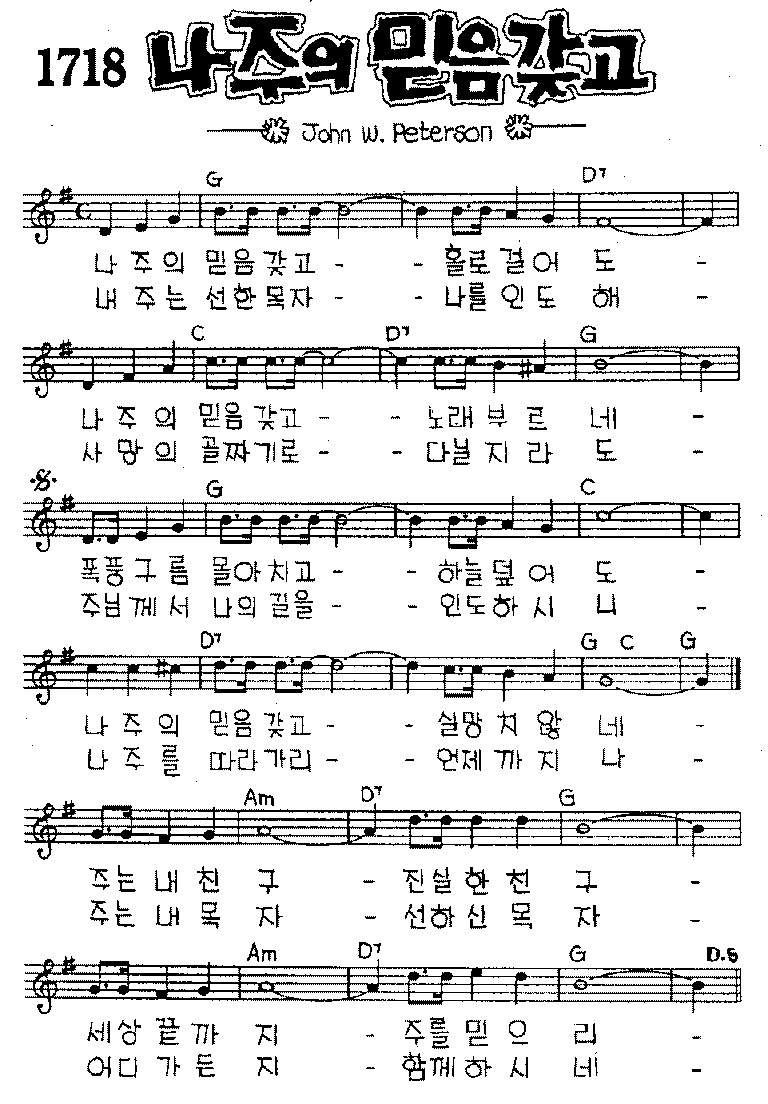 1718 나 주의 믿음 갖고
John W. Peterson
G D7
나 주의 믿음 갖고 - - 홀로 걸어 도 -
내 주는 선한 목자 - - 나를 인도 해 -
C D7 G
나 주의 믿음 갖고 - - 노래 부르 네 -
사망의 골짜기로 - - 다닐지라 도 -
G C
폭풍구름 몰아치고 - - 하늘 덮어 도 -
주님께서 나의 길을 - - 인도하시 니 -
D7 G C G
나 주의 믿음 갖고 - - 실망치 않 네 -
나 주를 따라가리 - - 언제까지 나 -
Am D7 G
주는 내 친 구 - 진실한 친 구 -
주는 내 목 자 - 선하신 목 자 -
Am D7 G D.S
세상 끝까 지 - 주를 믿으 리 -
어디 가든 지 - 함께하시 네 -